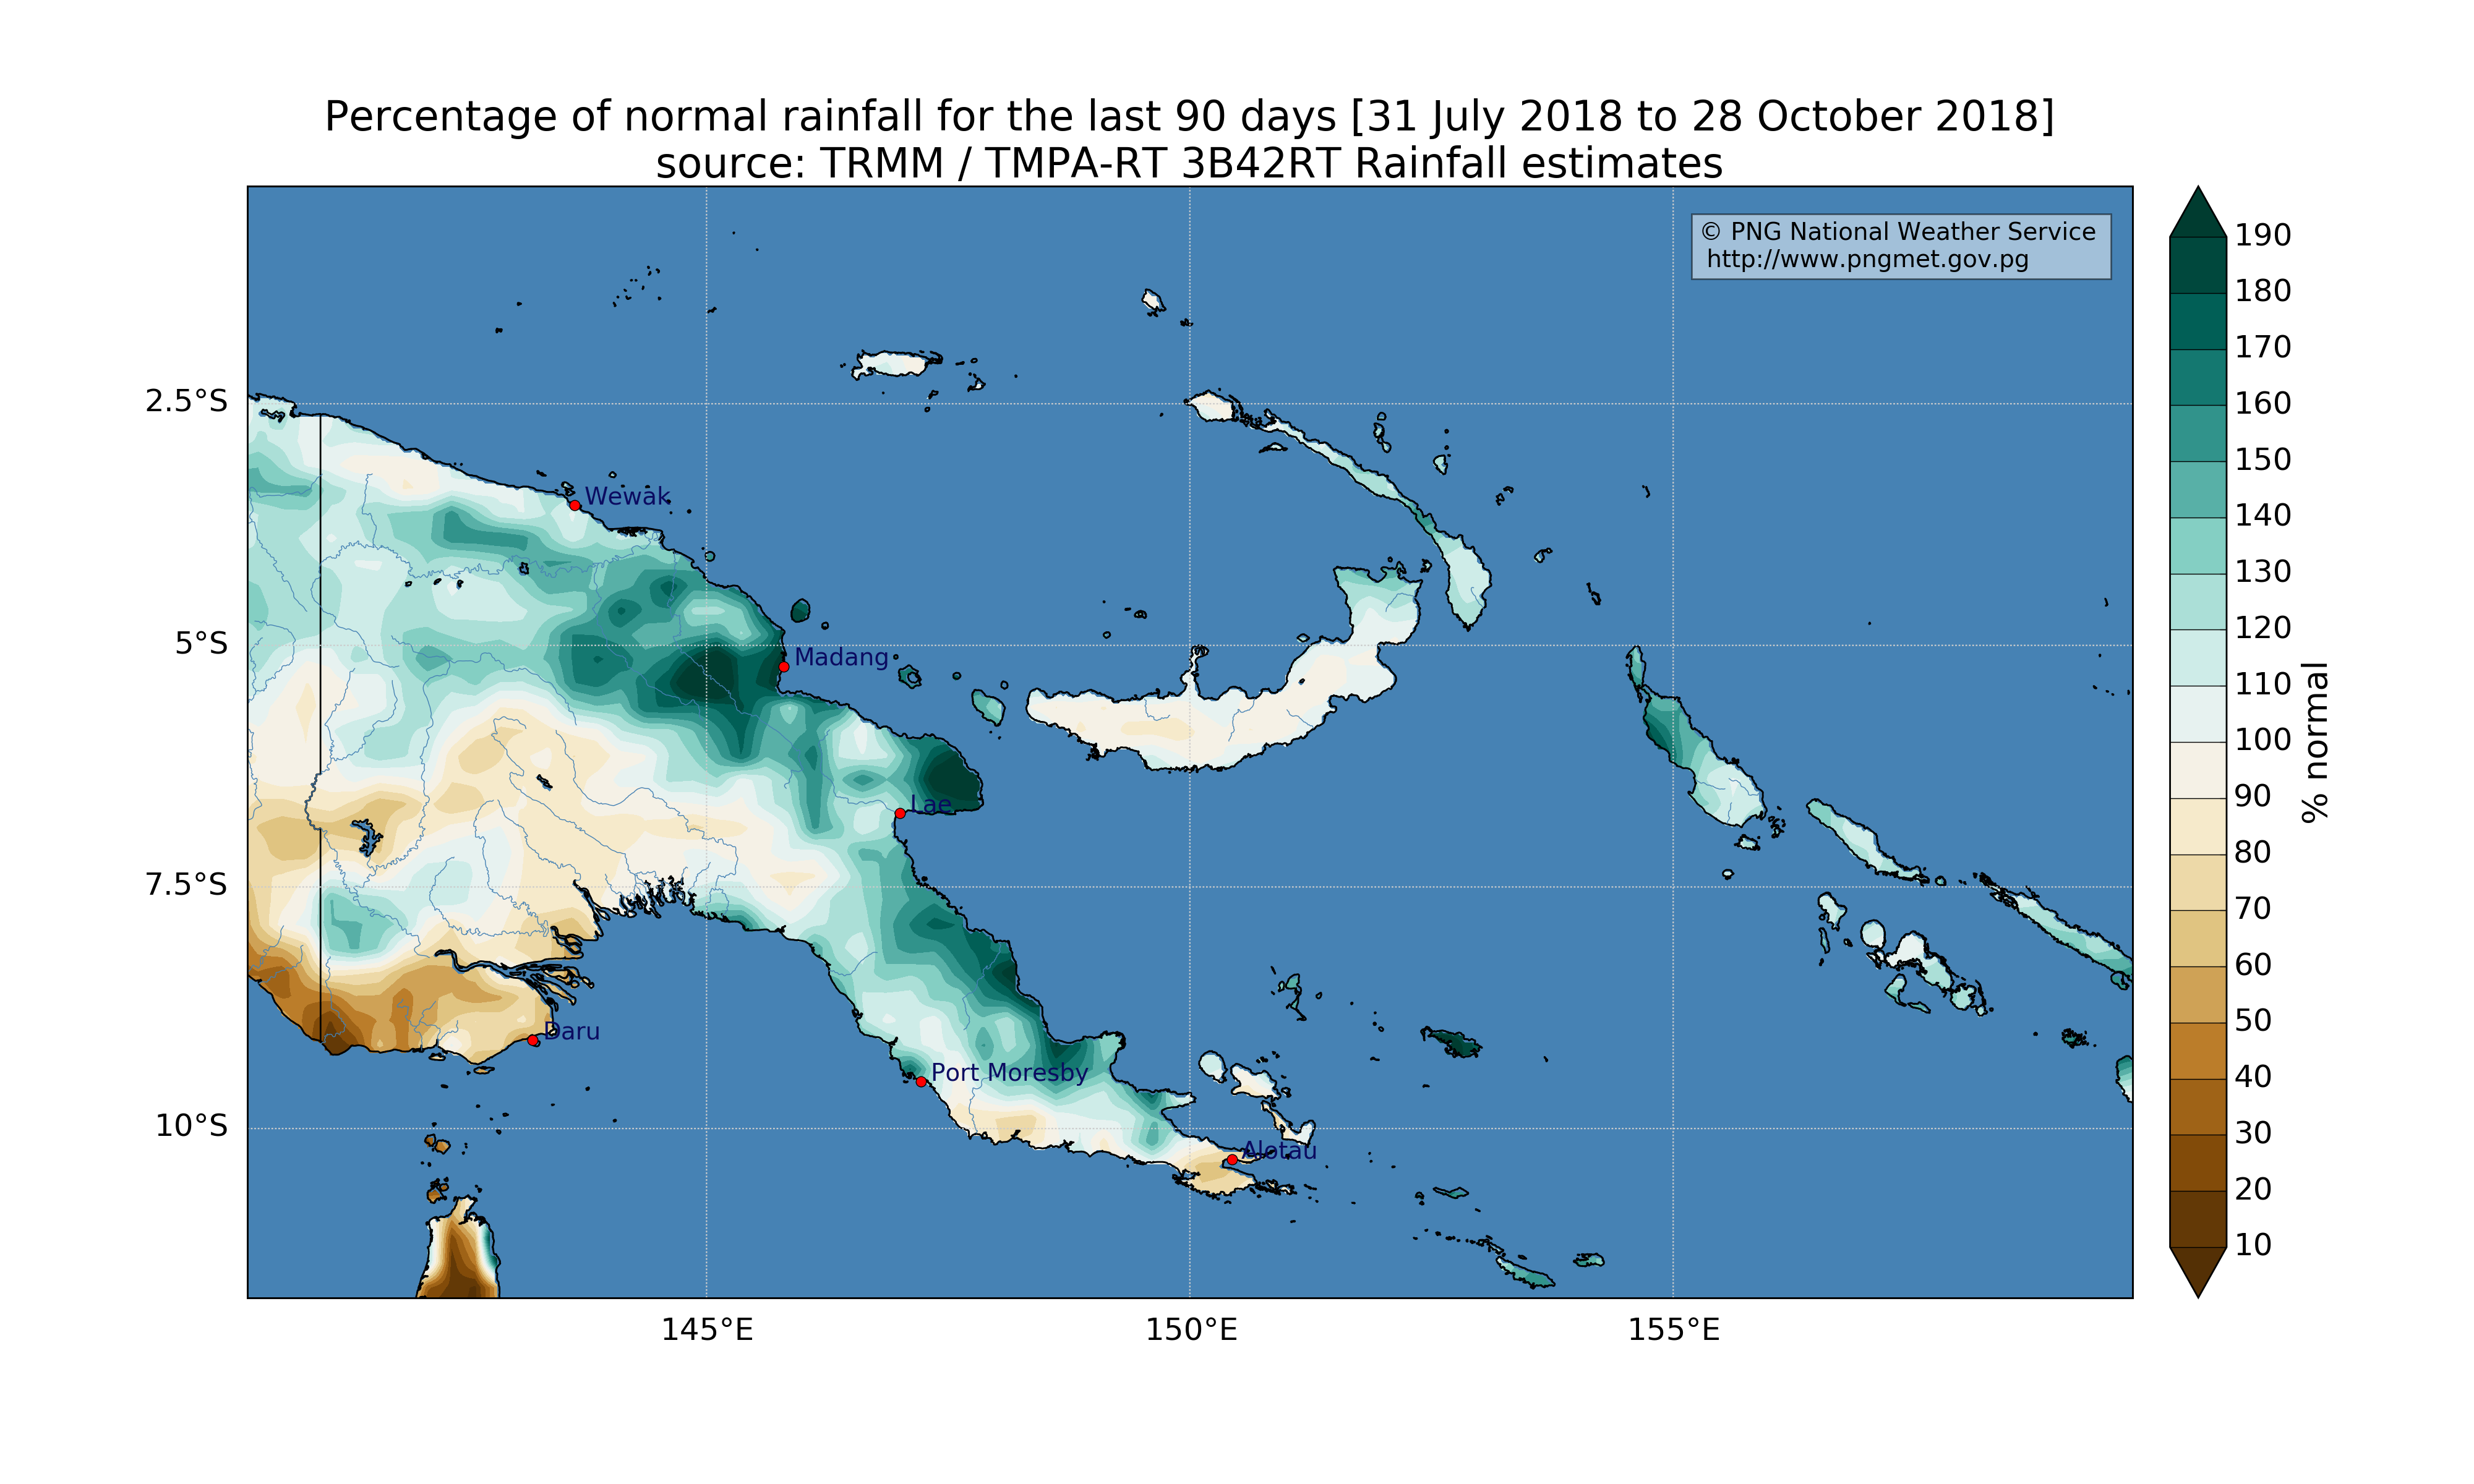 Percentage of normal rainfall for the last 90 days [31 July 2018 to 28 October 2018]
source: TRMM / TMPA-RT 3B42RT Rainfall estimates
© PNG National Weather Service
http://www.pngmet.gov.pg
2.5°S
5°S
7.5°S
10°S
145°E
150°E
155°E
Wewak
Madang
Lae
Daru
Port Moresby
Alotau
190
180
170
160
150
140
130
120
110
100
90
80
70
60
50
40
30
20
10
% normal